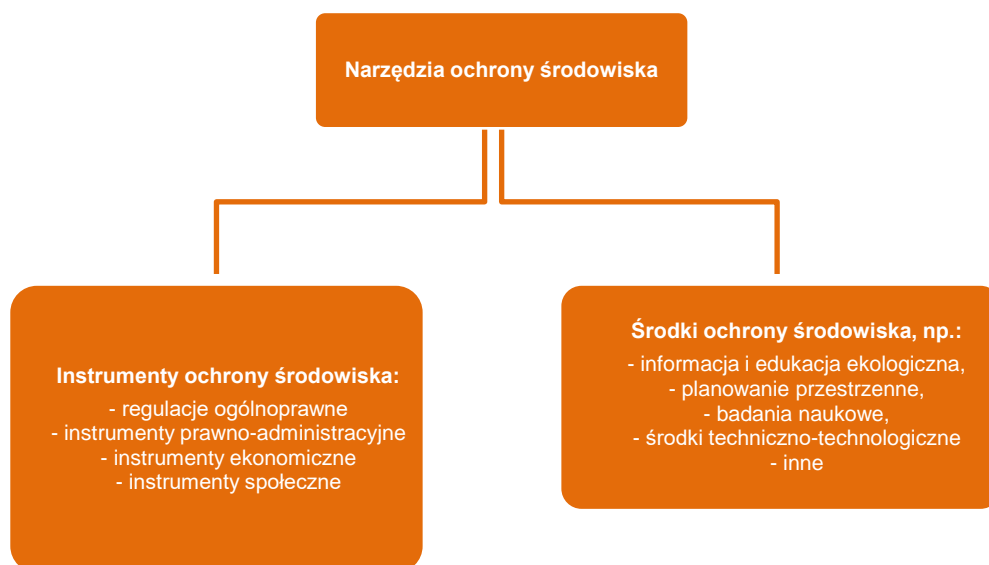 Narzędzia ochrony środowiska
Instrumenty ochrony środowiska:
- regulacje ogólnoprawne
- instrumenty prawno-administracyjne
- instrumenty ekonomiczne
- instrumenty społeczne
Środki ochrony środowiska, np.:
- informacja i edukacja ekologiczna,
- planowanie przestrzenne,
- badania naukowe,
- środki techniczno-technologiczne
- inne